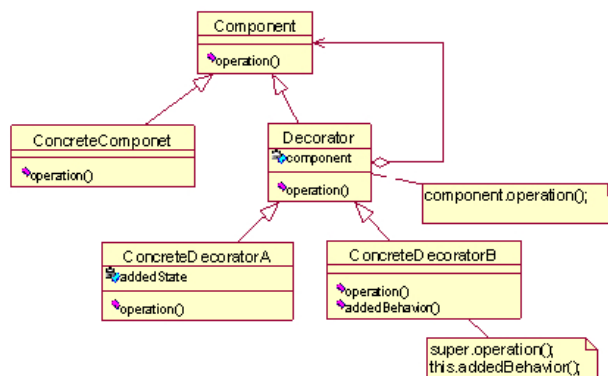 Component
operation()
ConcreteComponet
operation()
Decorator
component
operation()
component.operation();
ConcreteDecoratorA
addedState
operation()
ConcreteDecoratorB
operation()
addedBehavior()
super.operation();
this.addedBehavior();